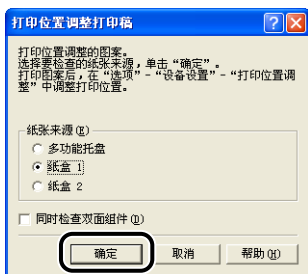 打印位置调整打印稿
打印位置调整的图案。
选择要检查的纸张来源，单击“确定”。
打印图案后，在“选项”-“设备设置”-“打印位置调
整”中调整打印位置。
纸张来源(E)
多功能托盘
纸盒 1
纸盒 2
同时检查双面组件(D)
确定 取消 帮助(H)